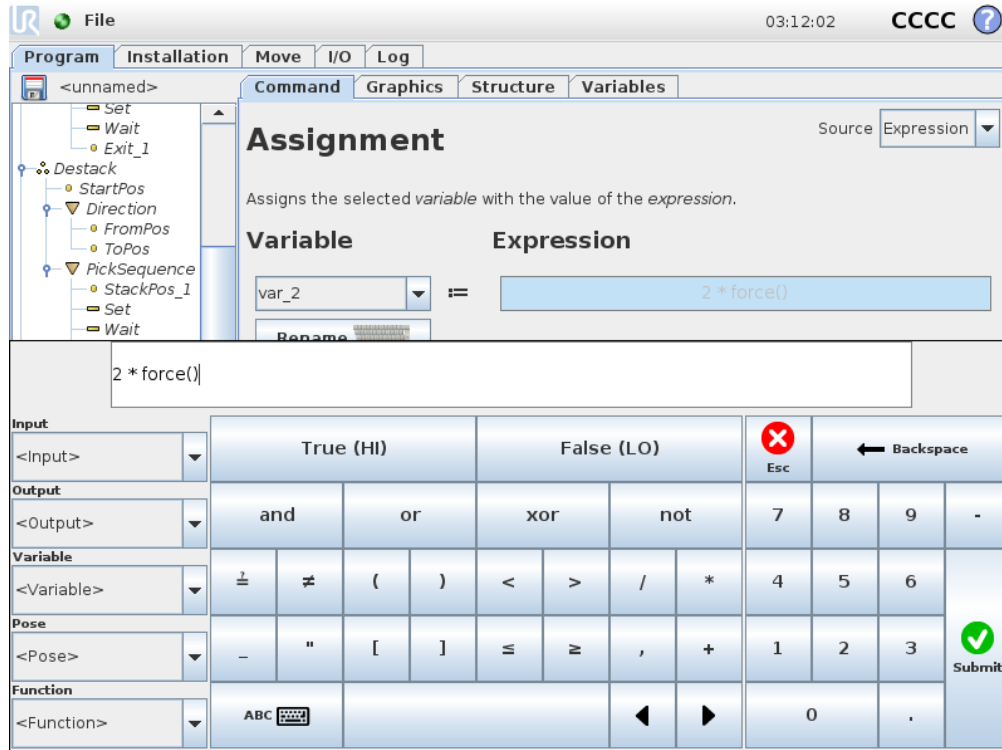 UR File 03:12:02 CCCC ?
Program Installation Move I/O Log
<unnamed> Command Graphics Structure Variables
Set
Wait
Exit_1
Destack
StartPos
Direction
FromPos
ToPos
PickSequence
StackPos_1
Set
Wait
Assignment
Source Expression
Assigns the selected variable with the value of the expression.
Variable Expression
var_2 := 2 * force()
Rename
2 * force()
Input
<Input>
True (HI) False (LO) Esc Backspace
Output
<Output>
and or xor not 7 8 9 -
Variable
<Variable>
≟ ≠ ( ) < > / * 4 5 6
Pose
<Pose>
_ " [ ] ≤ ≥ , + 1 2 3 Submit
Function
<Function>
ABC 0 .